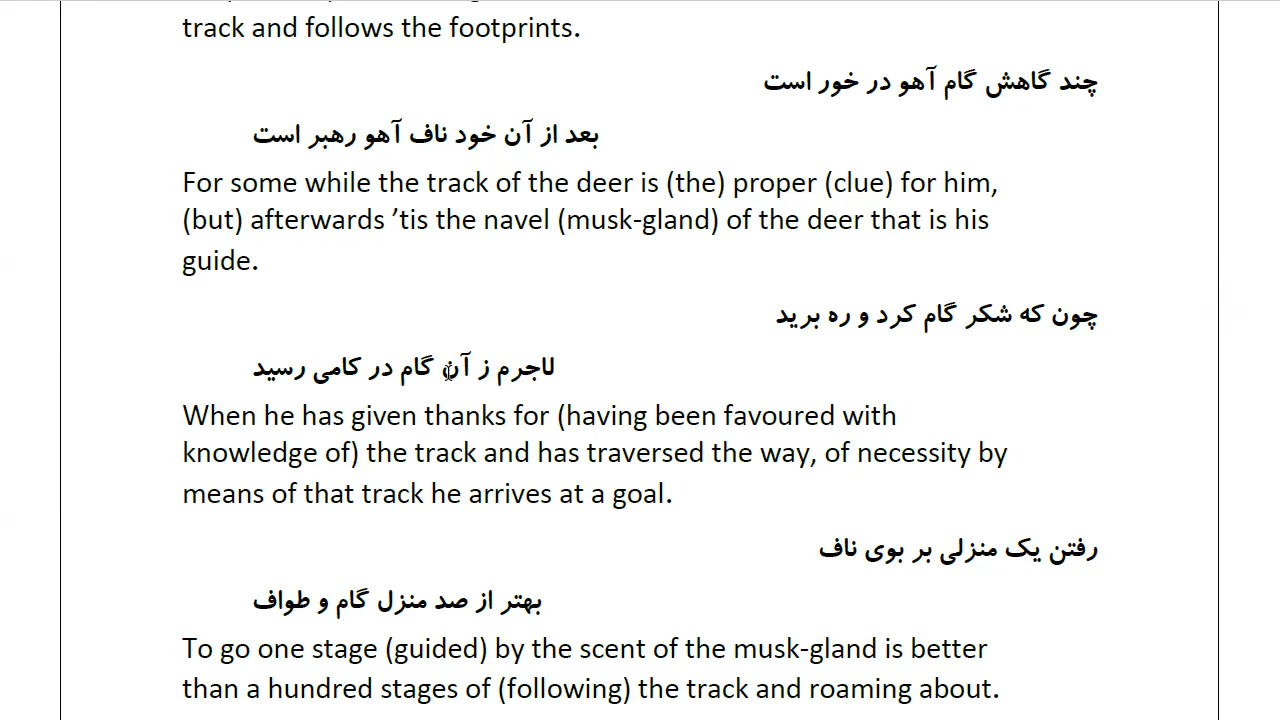 track and follows the footprints.
چند گاهش گام آهو در خور است
بعد از آن خود ناف آهو رهبر است
For some while the track of the deer is (the) proper (clue) for him,
(but) afterwards ’tis the navel (musk-gland) of the deer that is his
guide.
چون که شکر گام کرد و ره برید
لاجرم ز آن گام در کامی رسید
When he has given thanks for (having been favoured with
knowledge of) the track and has traversed the way, of necessity by
means of that track he arrives at a goal.
رفتن یک منزلی بر بوی ناف
بهتر از صد منزل گام و طواف
To go one stage (guided) by the scent of the musk-gland is better
than a hundred stages of (following) the track and roaming about.